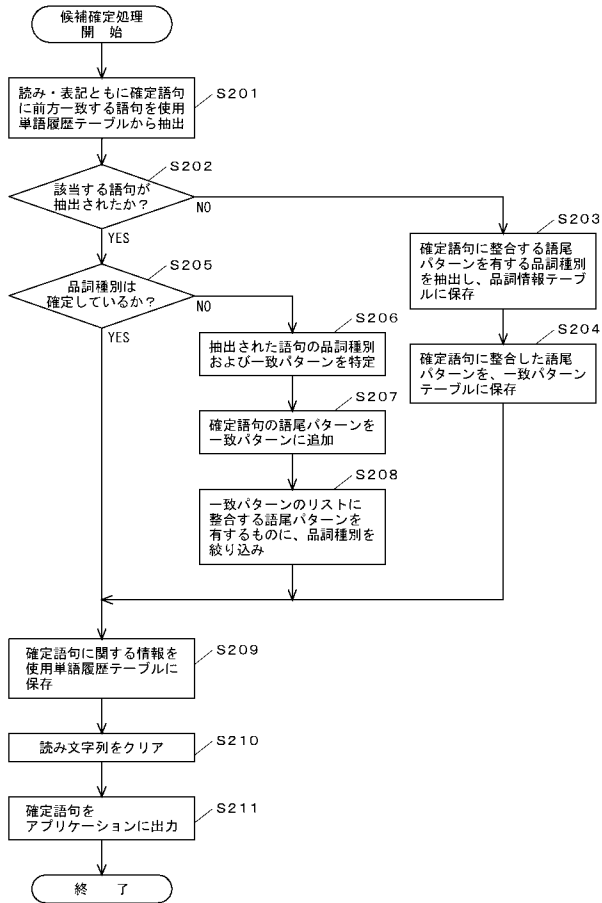 候補確定処理
開　始
読み・表記ともに確定語句
に前方一致する語句を使用
単語履歴テーブルから抽出
S201
該当する語句が
抽出されたか？
S202
NO
YES
確定語句に整合する語尾
パターンを有する品詞種別
を抽出し、品詞情報テーブ
ルに保存
S203
確定語句に整合した語尾
パターンを、一致パターン
テーブルに保存
S204
品詞種別は
確定しているか？
S205
NO
YES
抽出された語句の品詞種別
および一致パターンを特定
S206
確定語句の語尾パターンを
一致パターンに追加
S207
一致パターンのリストに
整合する語尾パターンを
有するものに、品詞種別を
絞り込み
S208
確定語句に関する情報を
使用単語履歴テーブルに
保存
S209
読み文字列をクリア
S210
確定語句を
アプリケーションに出力
S211
終　了